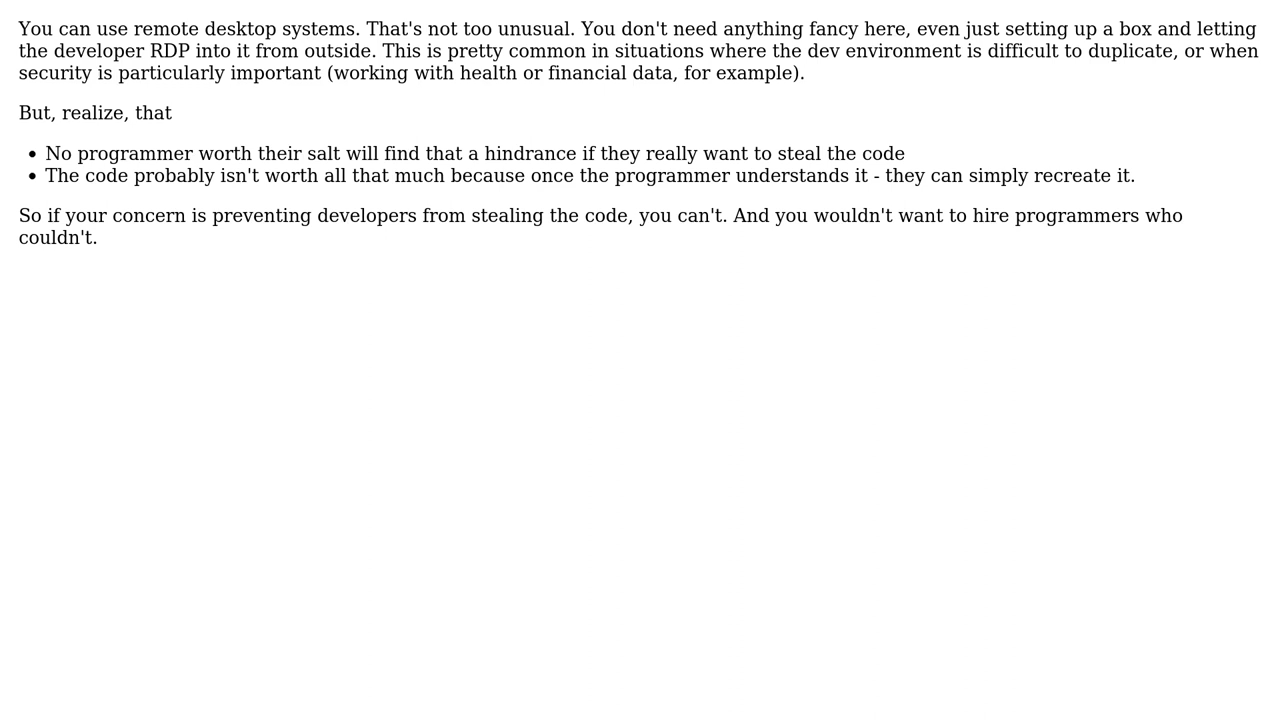 You can use remote desktop systems. That's not too unusual. You don't need anything fancy here, even just setting up a box and letting
the developer RDP into it from outside. This is pretty common in situations where the dev environment is difficult to duplicate, or when
security is particularly important (working with health or financial data, for example).
But, realize, that
• No programmer worth their salt will find that a hindrance if they really want to steal the code
• The code probably isn't worth all that much because once the programmer understands it - they can simply recreate it.
So if your concern is preventing developers from stealing the code, you can't. And you wouldn't want to hire programmers who
couldn't.